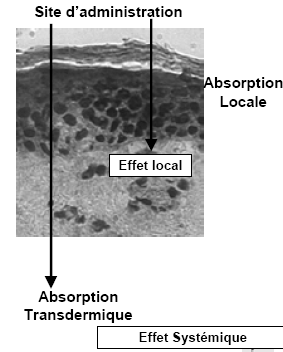 Site d'administration
Absorption
Locale
Effet local
Absorption
Transdermique
Effet Systémique